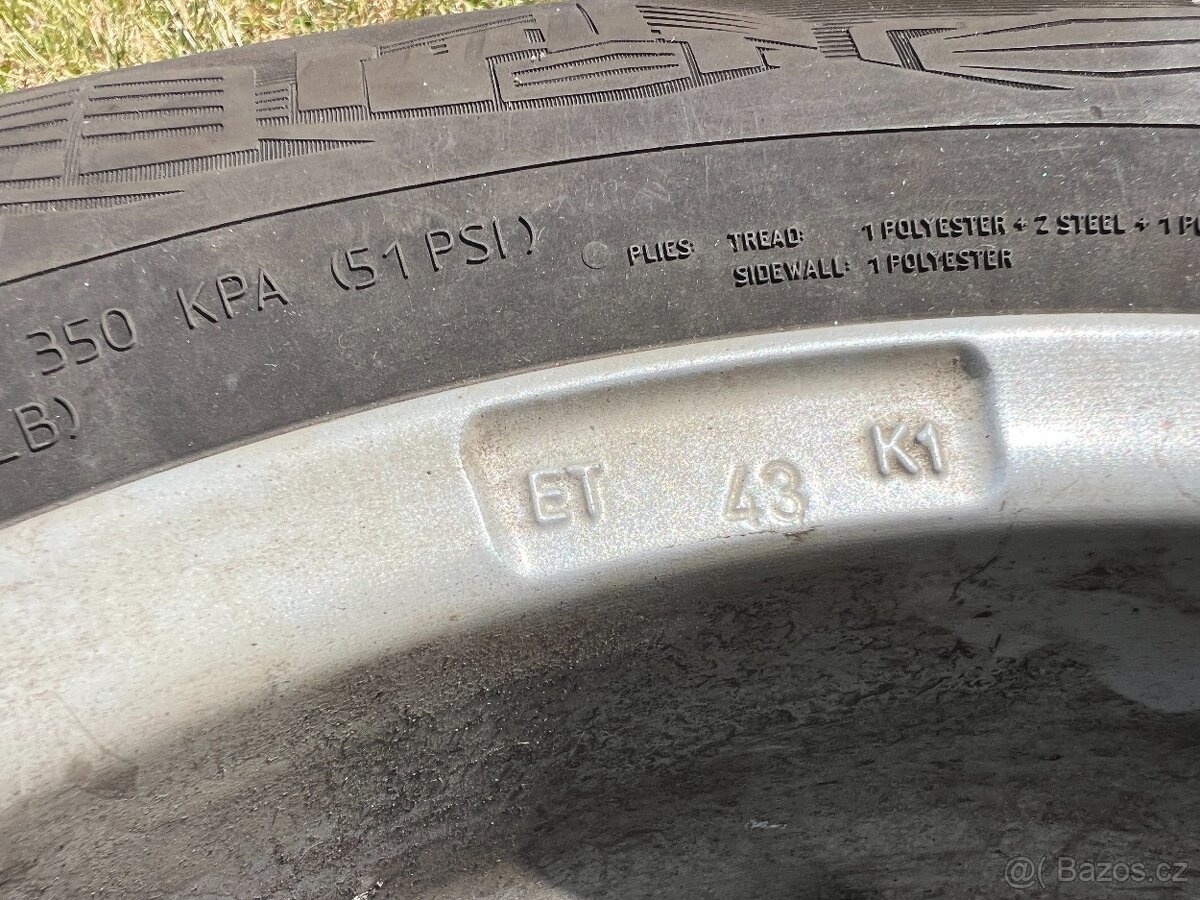 350 KPA (51 PSI)
LB)
PLIES: TREAD: 1 POLYESTER + 2 STEEL + 1
SIDEWALL: 1 POLYESTER
ET 43 K1
@( Bazos.cz